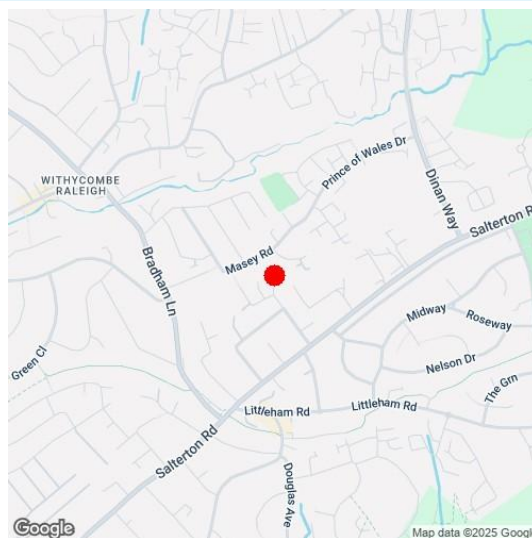 Prince of Wales Dr
WITHYCOMBE
RALEIGH
Dinan Way
Salterton R
Masey Rd
Bradham Ln
Midway
Roseway
Green Cl
Nelson Dr
The Grn
Littleham Rd
Littleham Rd
Salterton Rd
Douglas Ave
Google
Map data ©2025 Google